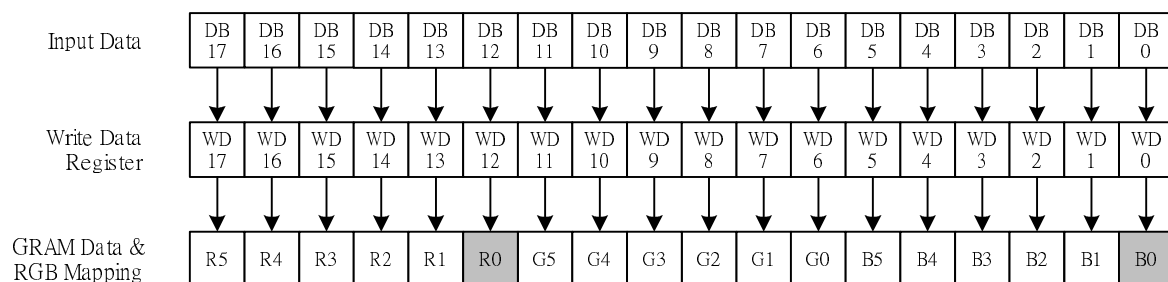 Input Data
DB 17 DB 16 DB 15 DB 14 DB 13 DB 12 DB 11 DB 10 DB 9 DB 8 DB 7 DB 6 DB 5 DB 4 DB 3 DB 2 DB 1 DB 0
Write Data
Register
WD 17 WD 16 WD 15 WD 14 WD 13 WD 12 WD 11 WD 10 WD 9 WD 8 WD 7 WD 6 WD 5 WD 4 WD 3 WD 2 WD 1 WD 0
GRAM Data &
RGB Mapping
R5 R4 R3 R2 R1 R0 G5 G4 G3 G2 G1 G0 B5 B4 B3 B2 B1 B0